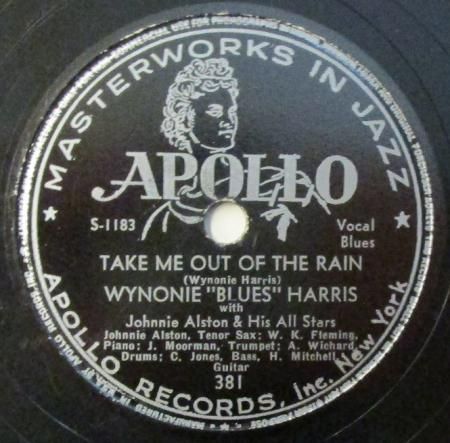 MASTERWORKS IN JAZZ
APOLLO
S-1183
Vocal
Blues
TAKE ME OUT OF THE RAIN
(Wynonie Harris)
WYNONIE "BLUES" HARRIS
with
Johnnie Alston & His All Stars
Johnnie Alston, Tenor Sax; W. K. Fleming,
Piano; J. Moorman, Trumpet; A. Wichard,
Drums; C. Jones, Bass, H. Mitchell,
Guitar
381
APOLLO RECORDS, Inc. New York